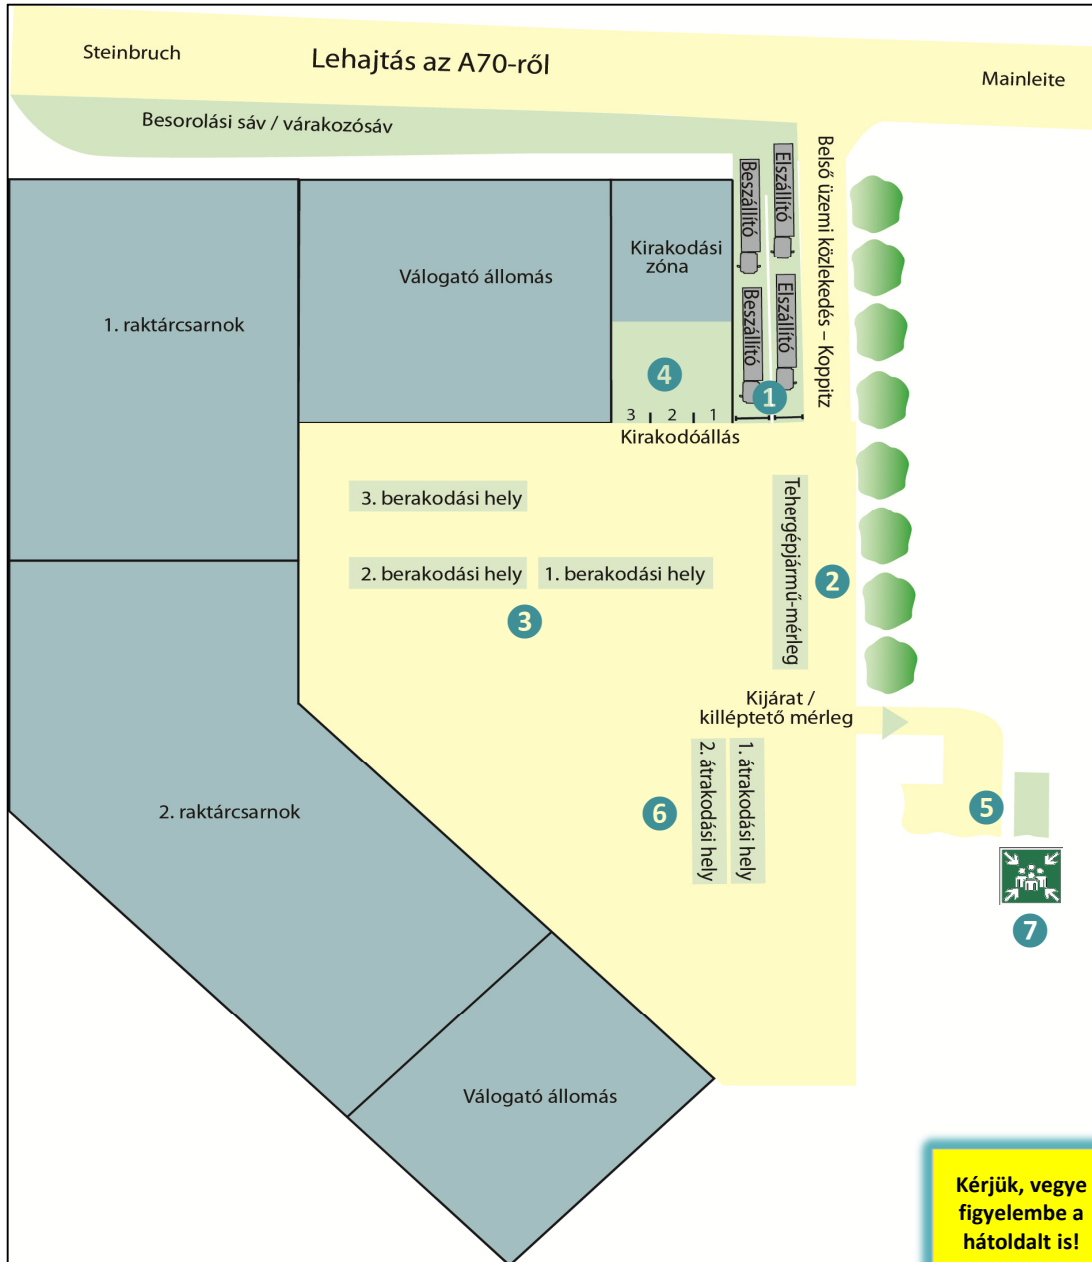 Steinbruch
Lehajtás az A70-ről
Mainleite
Besorolási sáv / várakozósáv
Belső üzemi közlekedés – Koppitz
Beszállító
Elszállító
Beszállító
Elszállító
1. raktárcsarnok
Válogató állomás
Kirakodási
zóna
4
1
3 2 1
Kirakodóállás
3. berakodási hely
2. berakodási hely
1. berakodási hely
3
Tehergépjármű-mérleg
2
Kijárat /
killéptető mérleg
2. átrakodási hely
1. átrakodási hely
6
5
7
2. raktárcsarnok
Válogató állomás
Kérjük, vegye
figyelembe a
hátoldalt is!